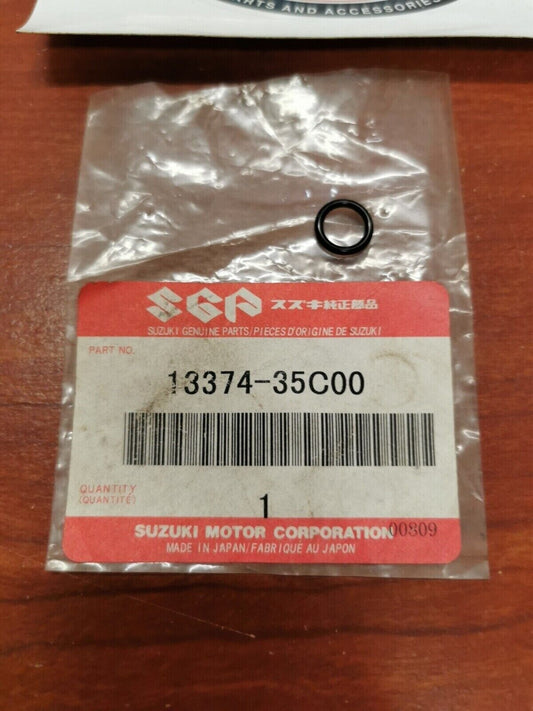 PARTS AND ACCESSORIES
SGP スズキ純正部品
SUZUKI GENUINE PARTS/PIECES D'ORIGINE DE SUZUKI
PART NO.
13374-35C00
QUANTITY
(QUANTITÉ)
1
SUZUKI MOTOR CORPORATION 00809
MADE IN JAPAN/FABRIQUE AU JAPON